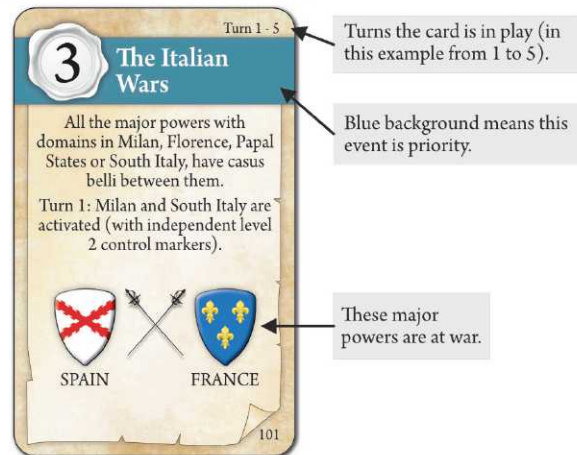 Turn 1 - 5
3
The Italian
Wars
All the major powers with
domains in Milan, Florence, Papal
States or South Italy, have casus
belli between them.
Turn 1: Milan and South Italy are
activated (with independent level
2 control markers).
SPAIN
FRANCE
101
Turns the card is in play (in
this example from 1 to 5).
Blue background means this
event is priority.
These major
powers are at war.